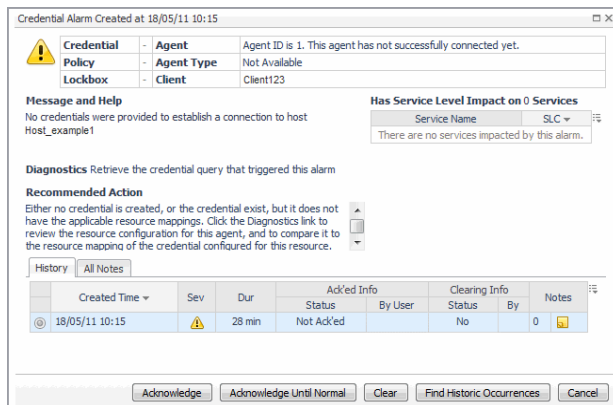 Credential Alarm Created at 18/05/11 10:15
Credential - Agent Agent ID is 1. This agent has not successfully connected yet.
Policy - Agent Type Not Available
Lockbox - Client Client123
Message and Help
No credentials were provided to establish a connection to host
Host_example1
Has Service Level Impact on 0 Services
Service Name SLC
There are no services impacted by this alarm.
Diagnostics Retrieve the credential query that triggered this alarm
Recommended Action
Either no credential is created, or the credential exist, but it does not
have the applicable resource mappings. Click the Diagnostics link to
review the resource configuration for this agent, and to compare it to
the resource mapping of the credential configured for this resource.
History All Notes
Created Time Sev Dur Ack'ed Info Clearing Info Notes
Status By User Status By
18/05/11 10:15 28 min Not Ack'ed No 0
Acknowledge Acknowledge Until Normal Clear Find Historic Occurrences Cancel